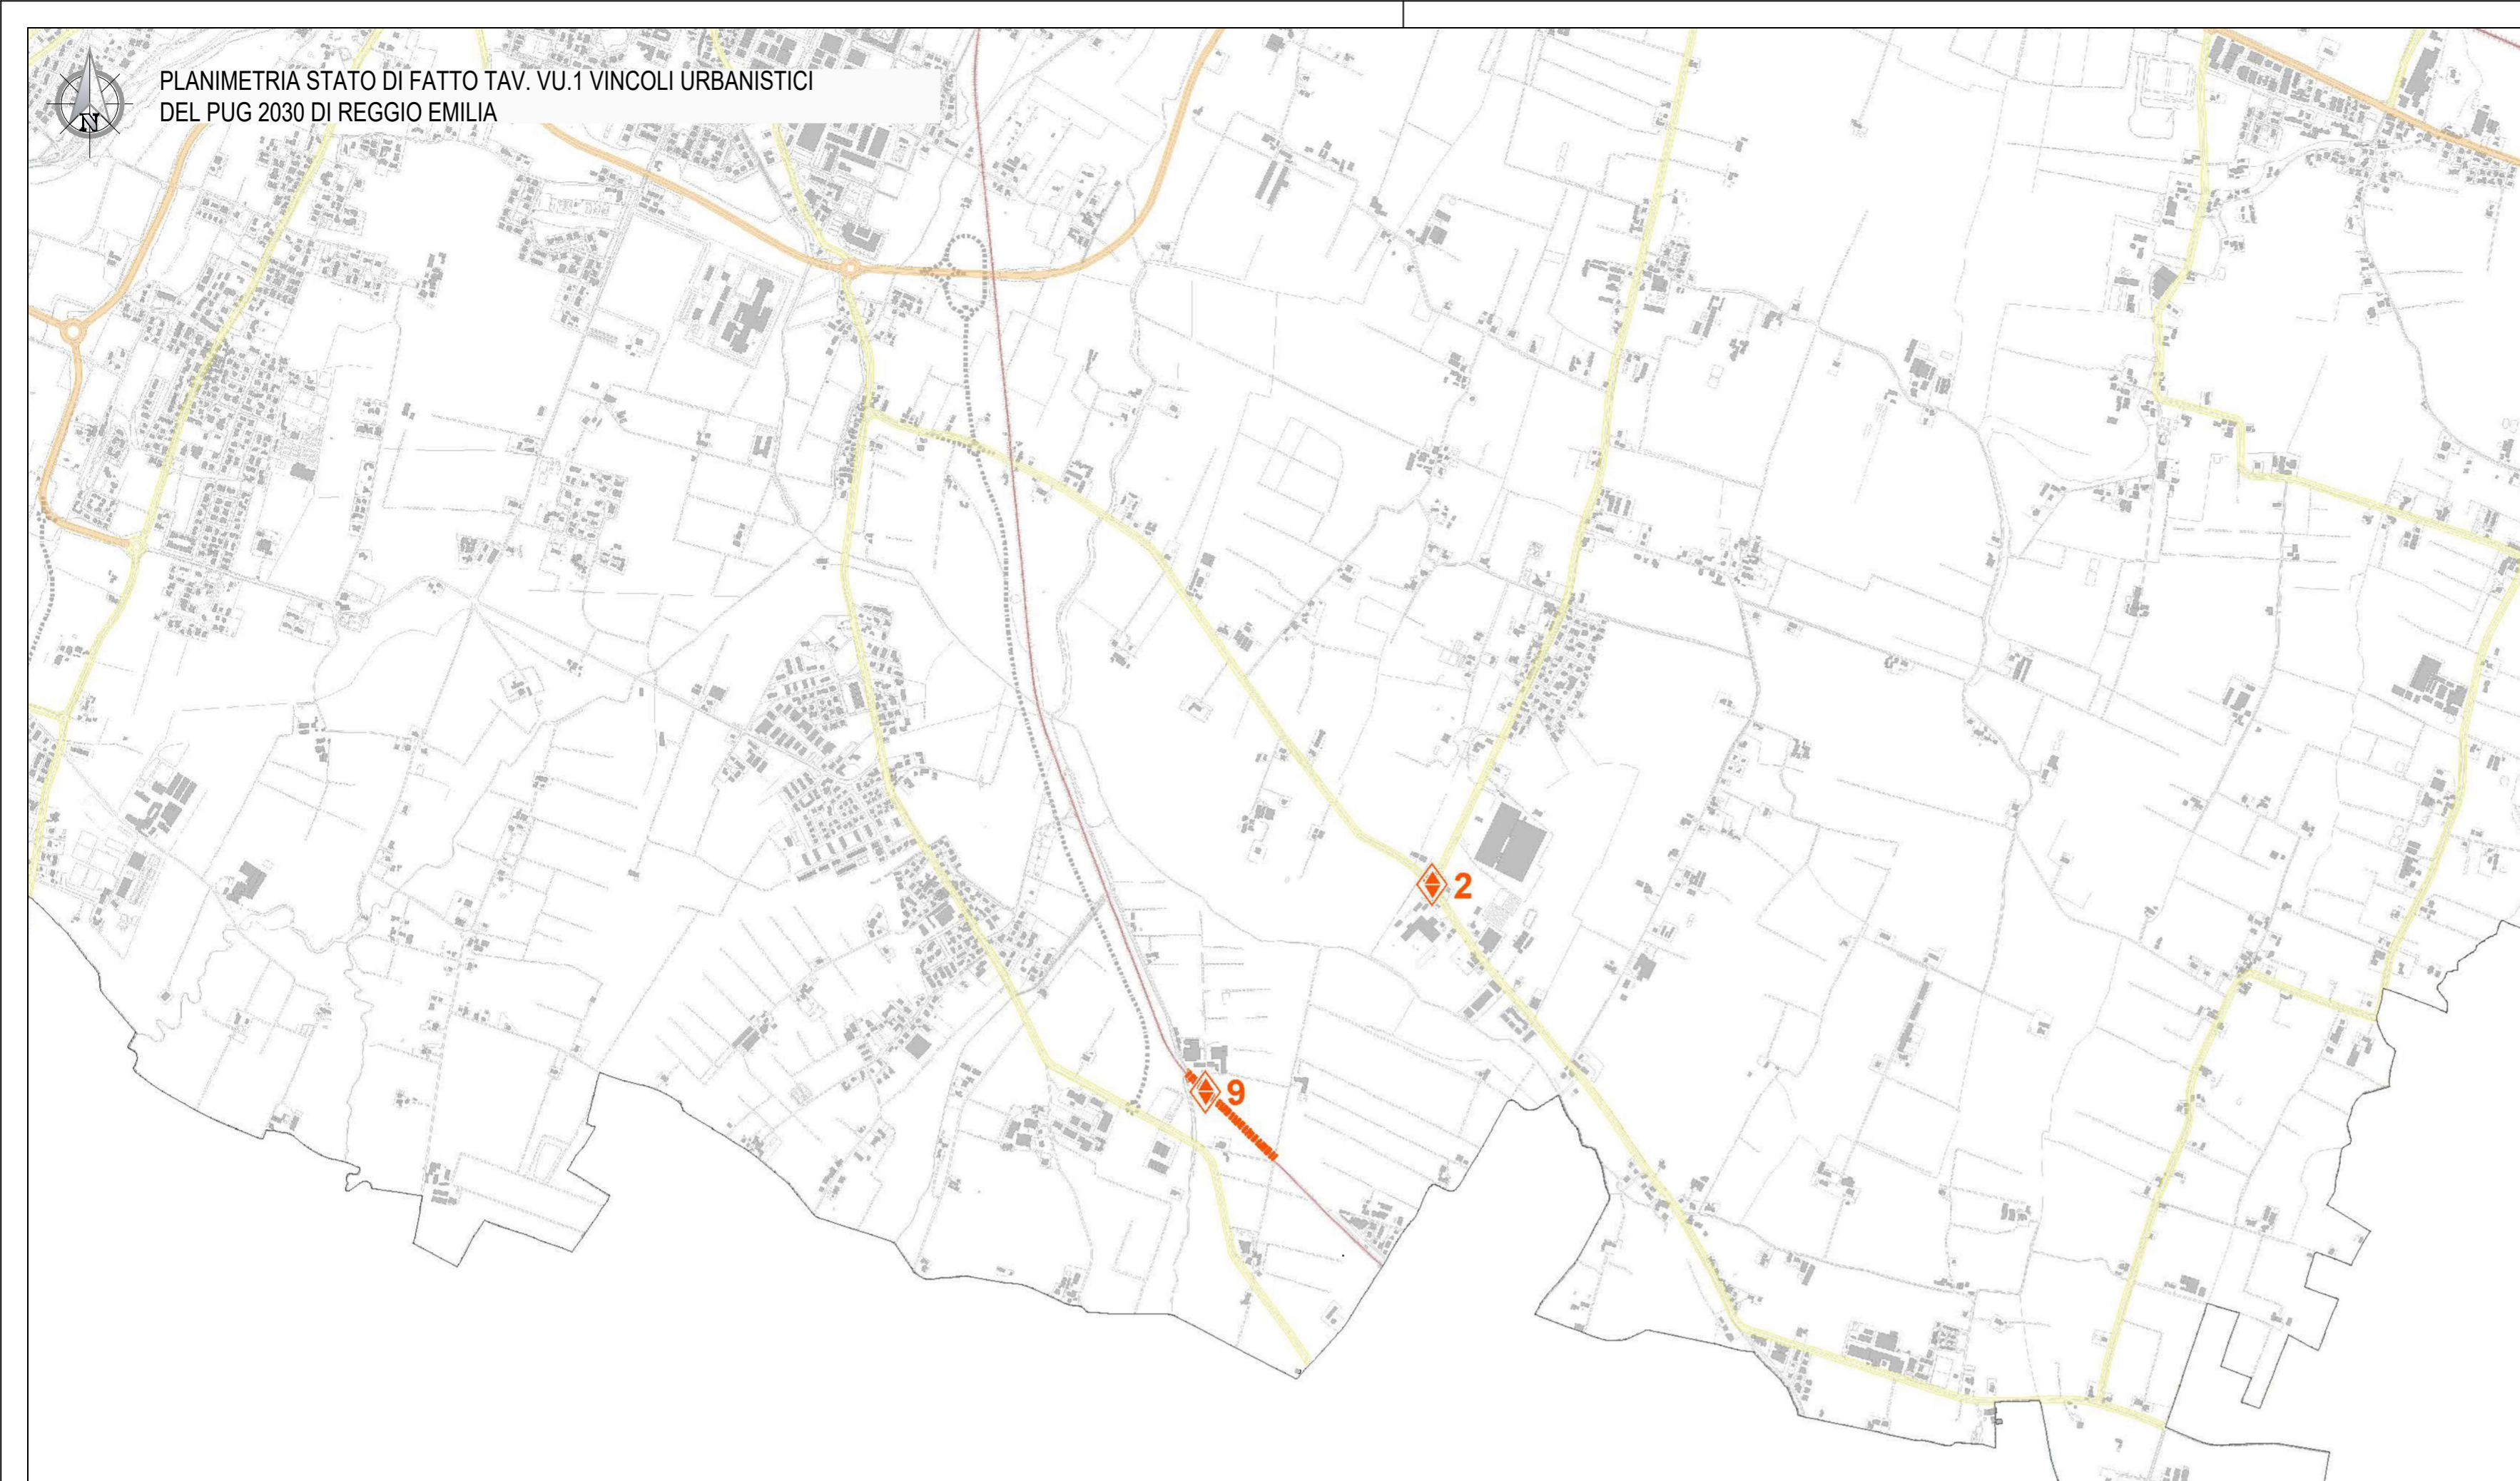 PLANIMETRIA STATO DI FATTO TAV. VU.1 VINCOLI URBANISTICI
DEL PUG 2030 DI REGGIO EMILIA
N
2
9